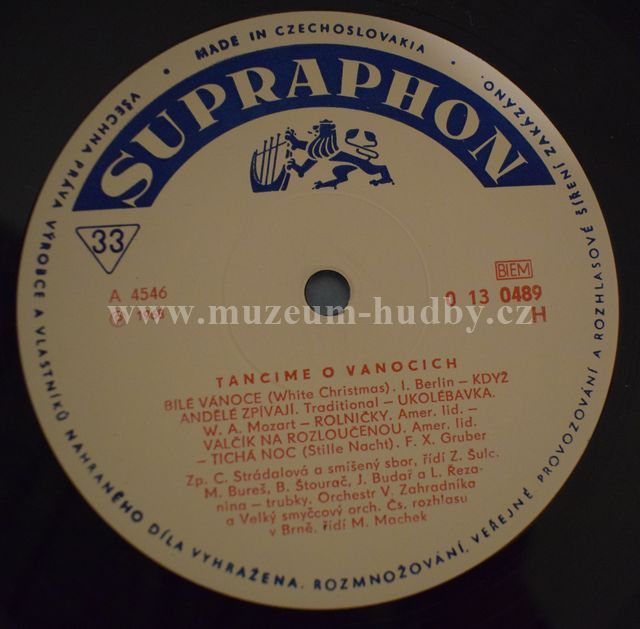 • MADE IN CZECHOSLOVAKIA •
SUPRAPHON
33
A 4546
BIEM
0 13 0489
H
www.muzeum-hudby.cz
TANCIME O VANOCICH
BÍLÉ VÁNOCE (White Christmas). I. Berlin – KDYŽ
ANDĚLÉ ZPÍVAJÍ. Traditional – UKOLÉBAVKA.
W. A. Mozart – ROLNIČKY. Amer. lid. –
VALČÍK NA ROZLOUČENOU. Amer. lid.
– TICHÁ NOC (Stille Nacht). F. X. Gruber
Zp. C. Strádalová a smíšený sbor, řídí Z. Šulc.
M. Bureš, B. Štourač, J. Budař a L. Řeza-
nina – trubky. Orchestr V. Zahradníka
a Velký smyčcový orch. Čs. rozhlasu
v Brně, řídí M. Machek
VŠECHNA PRÁVA VÝROBCE A VLASTNÍKŮ NAHRANÉHO DÍLA VYHRAŽENA. ROZMNOŽOVÁNÍ, VEŘEJNÉ PROVOZOVÁNÍ A ROZHLASOVÉ ŠÍŘENÍ ZAKÁZÁNO.